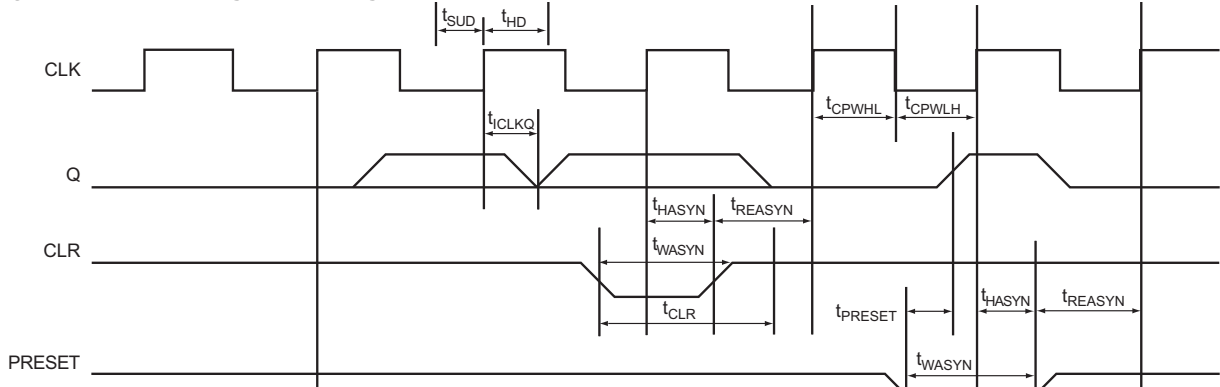 tSUD tHD
CLK
tCPWHL tCPWLH
tICLKQ
Q
tHASYN tREASYN
CLR
tWASYN
tCLR
tPRESET tHASYN tREASYN
tWASYN
PRESET